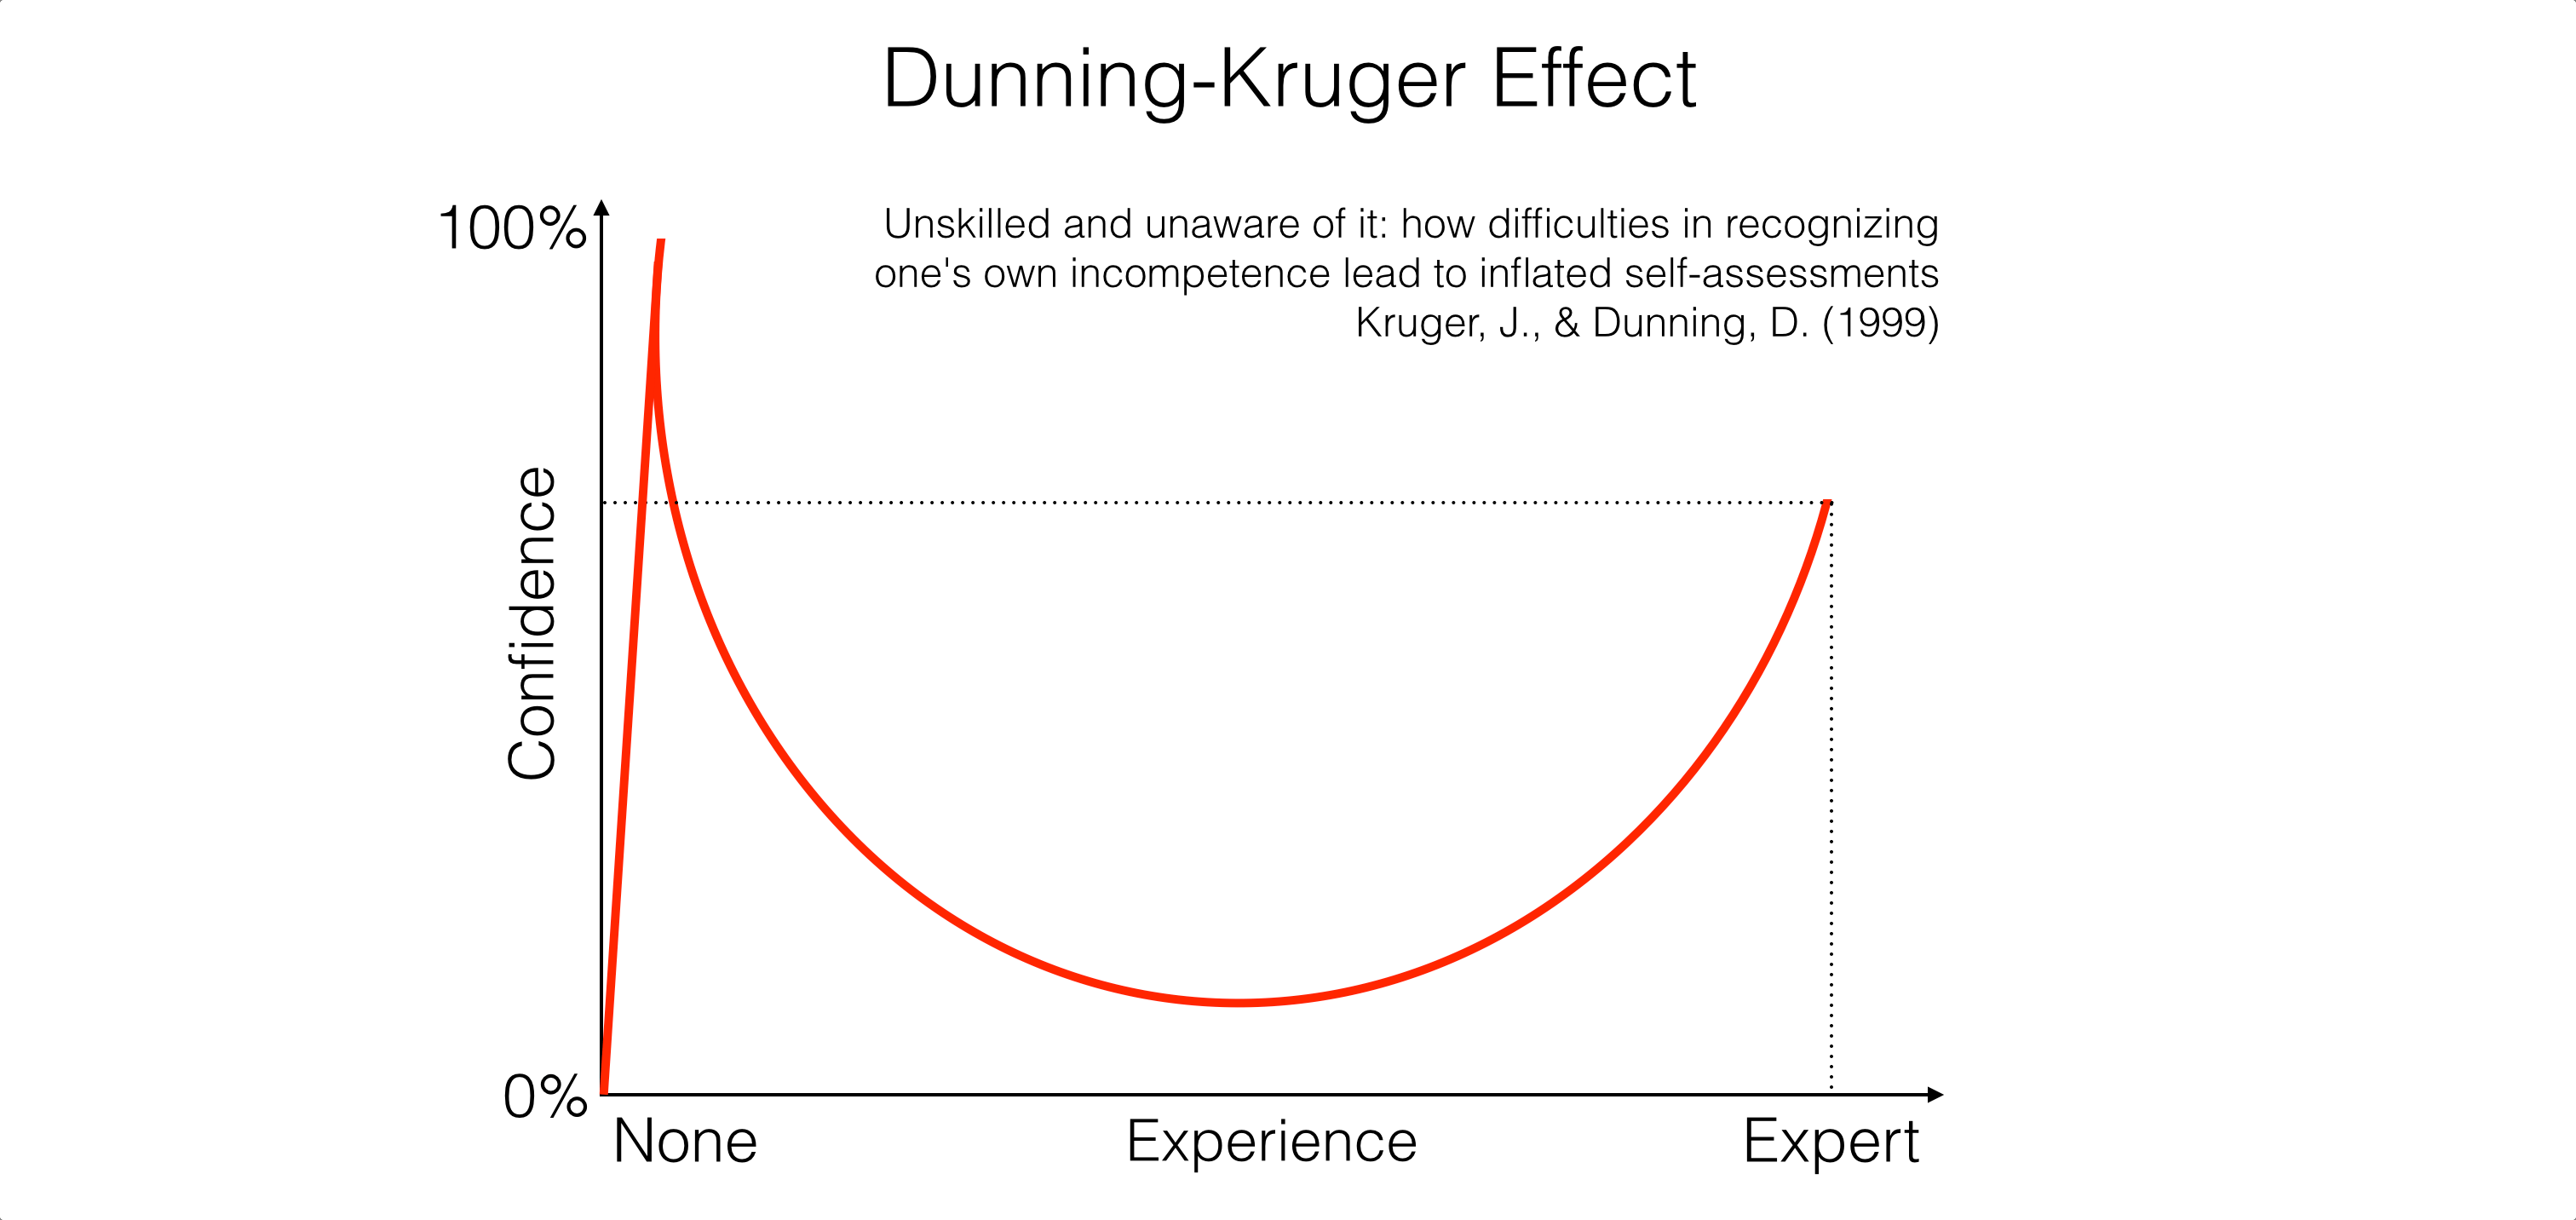 Dunning-Kruger Effect
100%
Unskilled and unaware of it: how difficulties in recognizing
one's own incompetence lead to inflated self-assessments
Kruger, J., & Dunning, D. (1999)
Confidence
0%
None
Experience
Expert